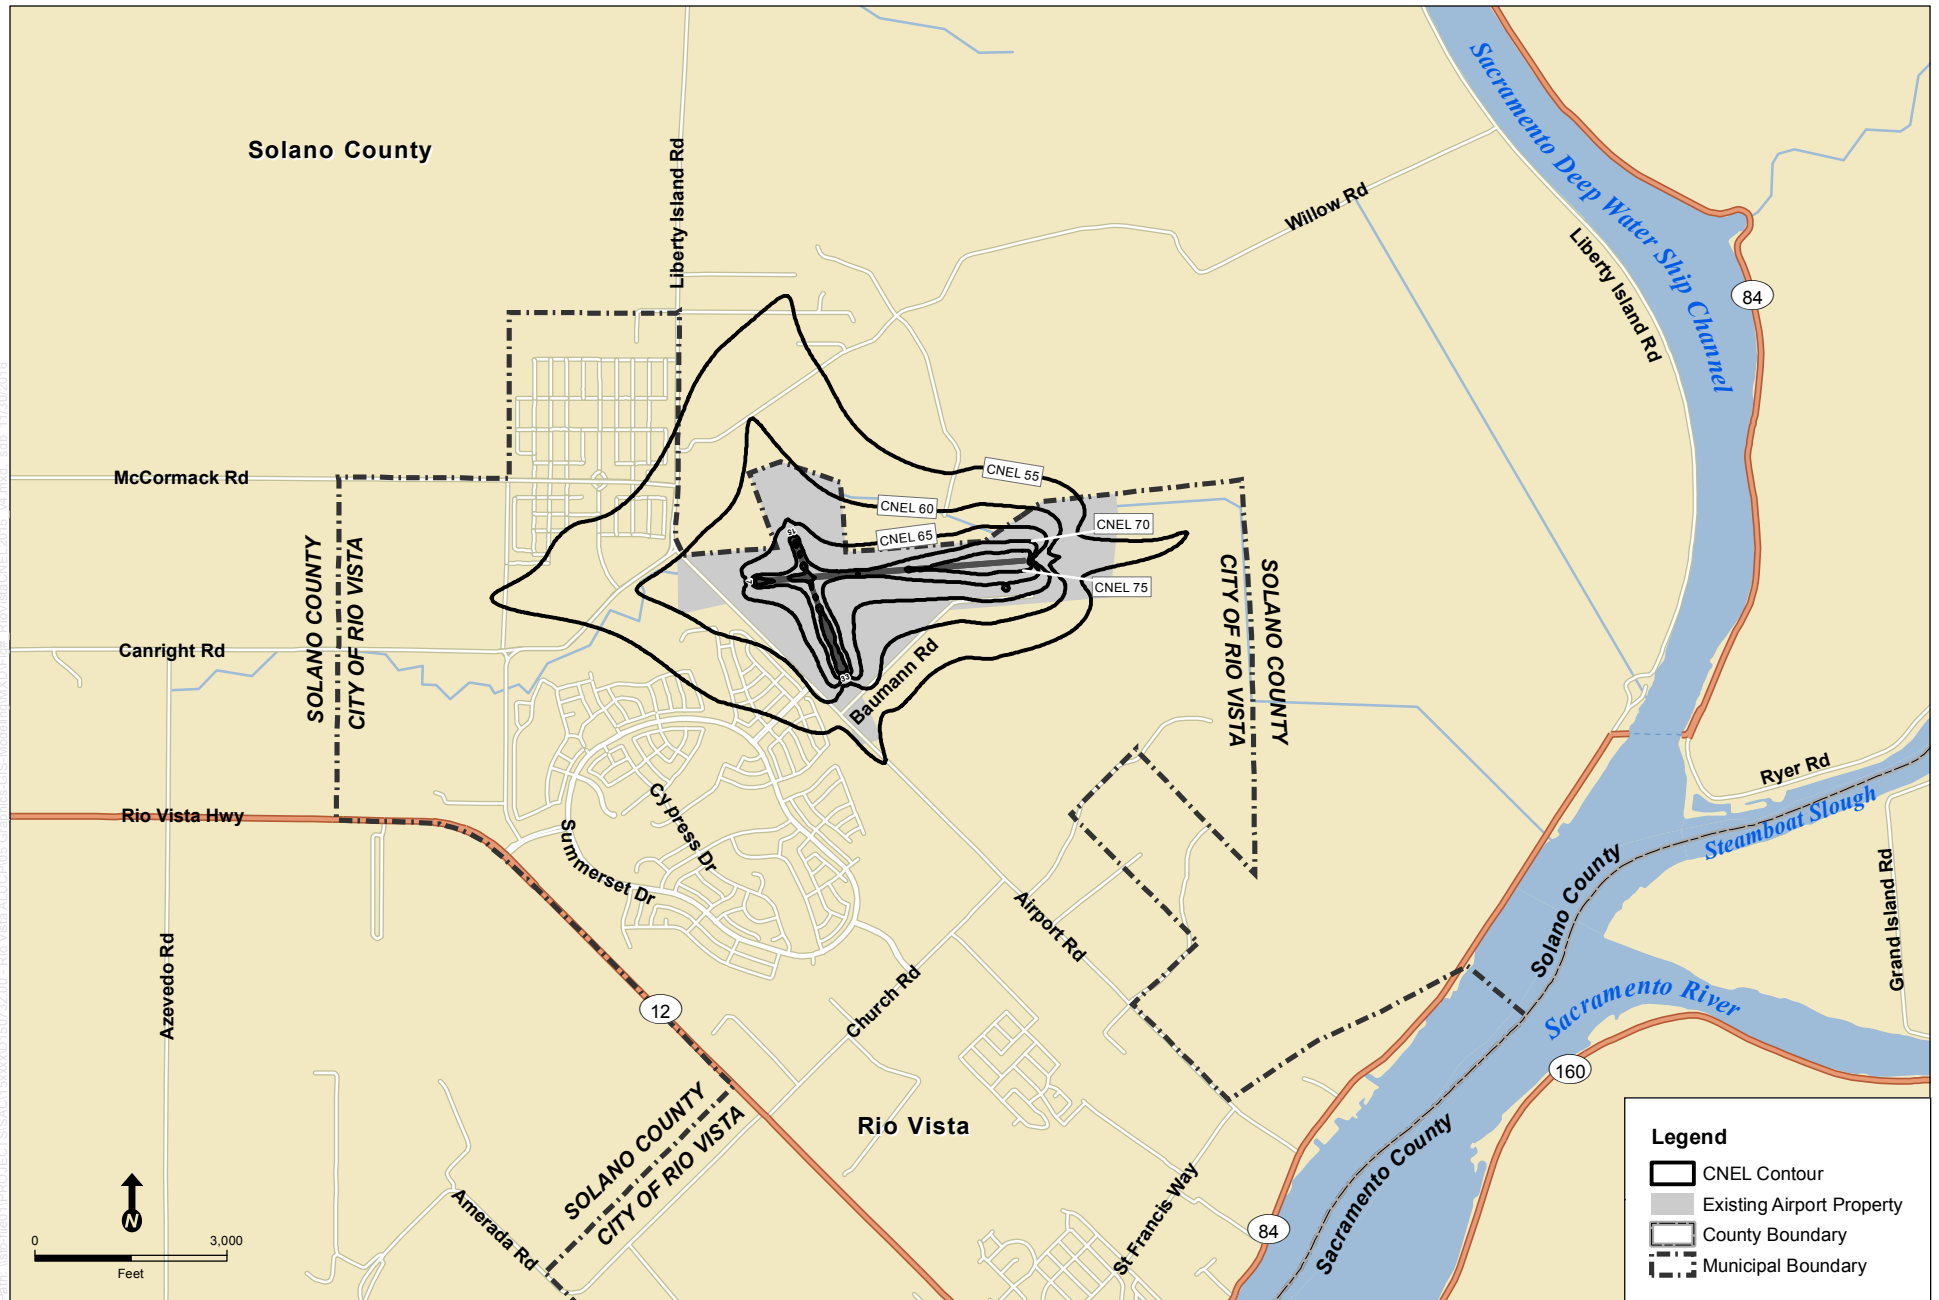 Solano County
Liberty Island Rd
Willow Rd
Sacramento Deep Water Ship Channel
Liberty Island Rd
84
McCormack Rd
CNEL 55
CNEL 60
CNEL 65
CNEL 70
CNEL 75
15
7
33
SOLANO COUNTY
CITY OF RIO VISTA
SOLANO COUNTY
CITY OF RIO VISTA
Canright Rd
Baumann Rd
Rio Vista Hwy
Cypress Dr
Summerset Dr
Ryer Rd
Steamboat Slough
Grand Island Rd
Solano County
Azevedo Rd
Airport Rd
Church Rd
12
Sacramento River
160
SOLANO COUNTY
CITY OF RIO VISTA
Rio Vista
Sacramento County
St Francis Way
84
Amerada Rd
N
0 3,000
Feet
Legend
CNEL Contour
Existing Airport Property
County Boundary
Municipal Boundary